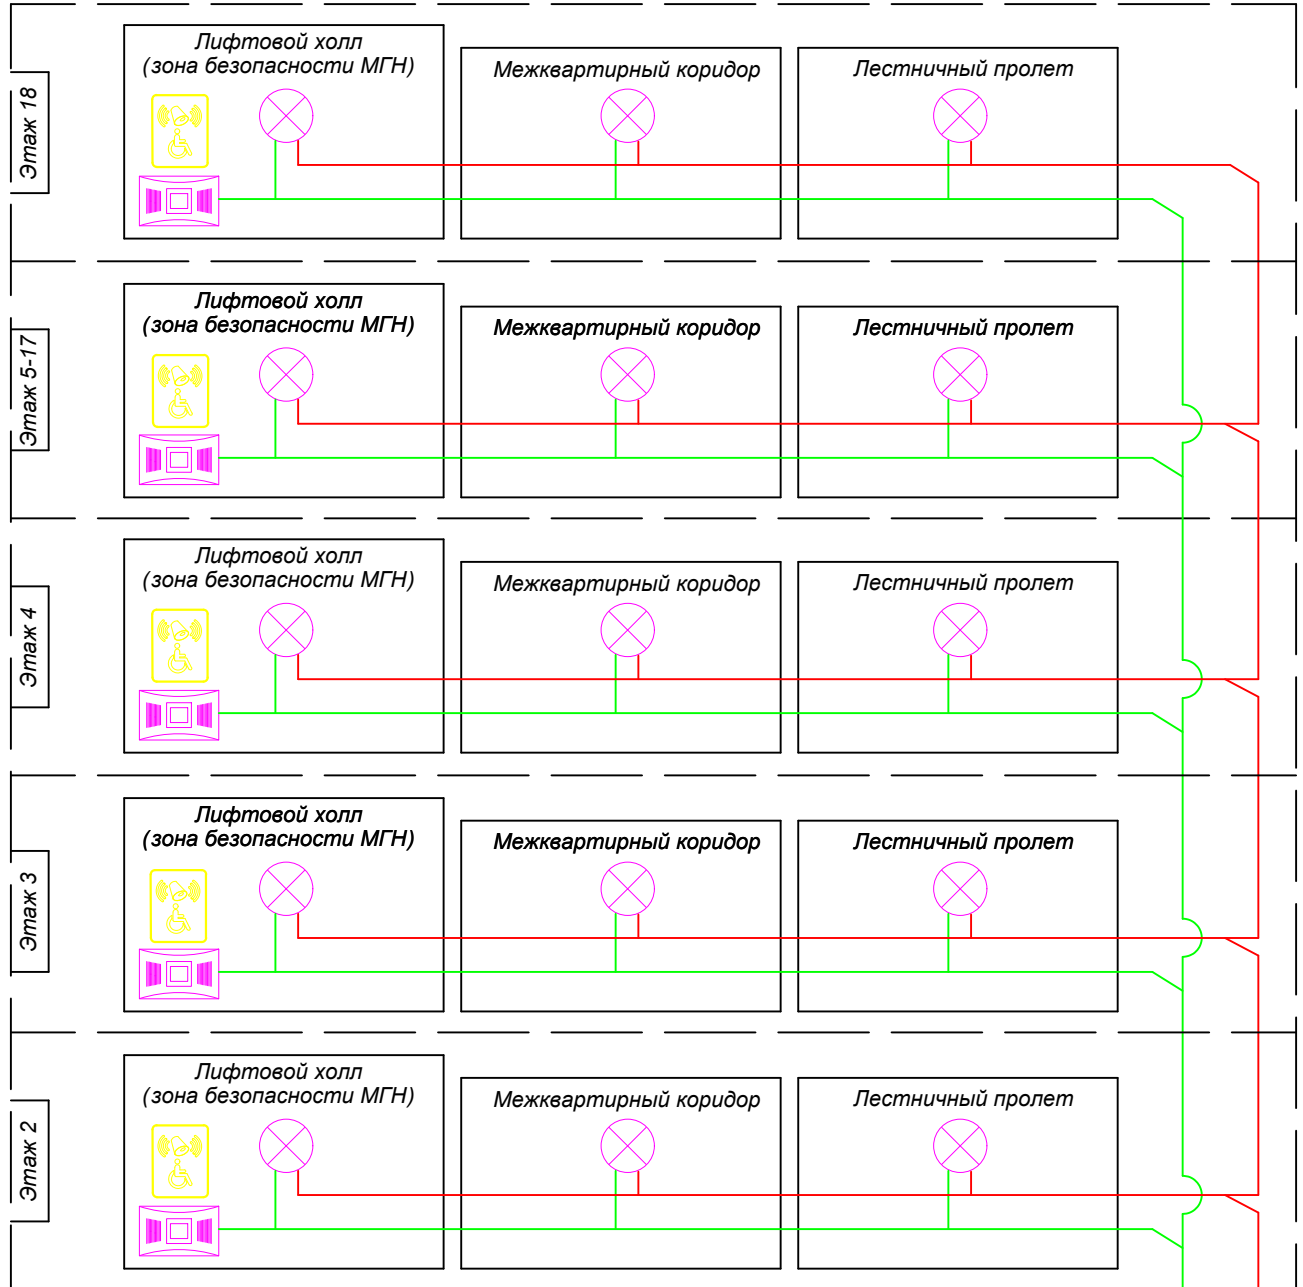 Этаж 18
Лифтовой холл
(зона безопасности МГН)
Межквартирный коридор
Лестничный пролет
Этаж 5-17
Лифтовой холл
(зона безопасности МГН)
Межквартирный коридор
Лестничный пролет
Этаж 4
Лифтовой холл
(зона безопасности МГН)
Межквартирный коридор
Лестничный пролет
Этаж 3
Лифтовой холл
(зона безопасности МГН)
Межквартирный коридор
Лестничный пролет
Этаж 2
Лифтовой холл
(зона безопасности МГН)
Межквартирный коридор
Лестничный пролет